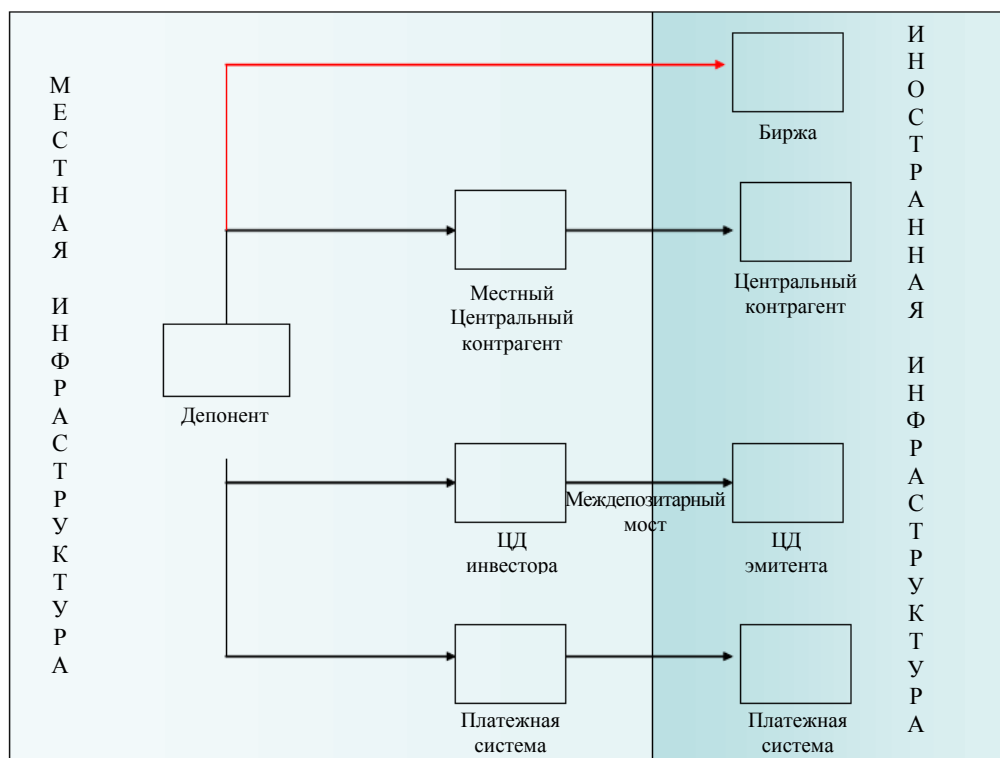 МЕСТНАЯ ИНФРАСТРУКТУРА
ИНОСТРАННАЯ ИНФРАСТРУКТУРА
Биржа
Местный
Центральный
контрагент
Центральный
контрагент
Депонент
Междепозитарный
мост
ЦД
инвестора
ЦД
эмитента
Платежная
система
Платежная
система